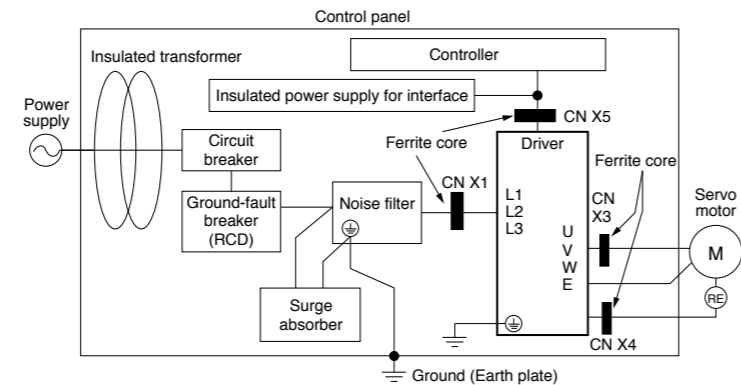 Control panel
Insulated transformer
Controller
Insulated power supply for interface
Power
supply
CN X5
Circuit
breaker
Ferrite core
Driver
Ferrite core
Ground-fault
breaker
(RCD)
Noise filter
CN X1
L1
L2
L3
CN
X3
Servo
motor
U
V
W
E
M
RE
Surge
absorber
CN X4
Ground (Earth plate)